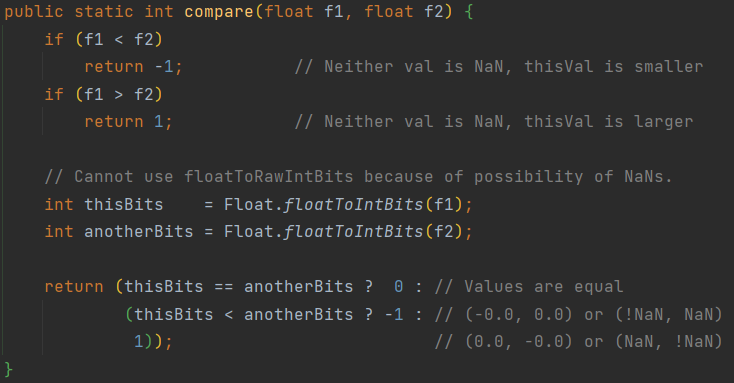 public static int compare(float f1, float f2) {
    if (f1 < f2)
        return -1;           // Neither val is NaN, thisVal is smaller
    if (f1 > f2)
        return 1;            // Neither val is NaN, thisVal is larger

    // Cannot use floatToRawIntBits because of possibility of NaNs.
    int thisBits    = Float.floatToIntBits(f1);
    int anotherBits = Float.floatToIntBits(f2);

    return (thisBits == anotherBits ?  0 : // Values are equal
            (thisBits < anotherBits ? -1 : // (-0.0, 0.0) or (!NaN, NaN)
             1));                          // (0.0, -0.0) or (NaN, !NaN)
}